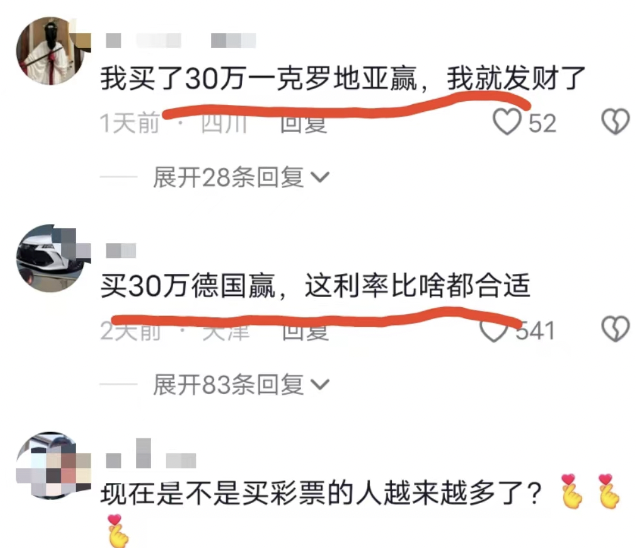 我买了30万一克罗地亚赢，我就发财了
1天前 · 四川 回复 52
展开28条回复
买30万德国赢，这利率比啥都合适
2天前 · 天津 回复 541
展开83条回复
现在是不是买彩票的人越来越多了？